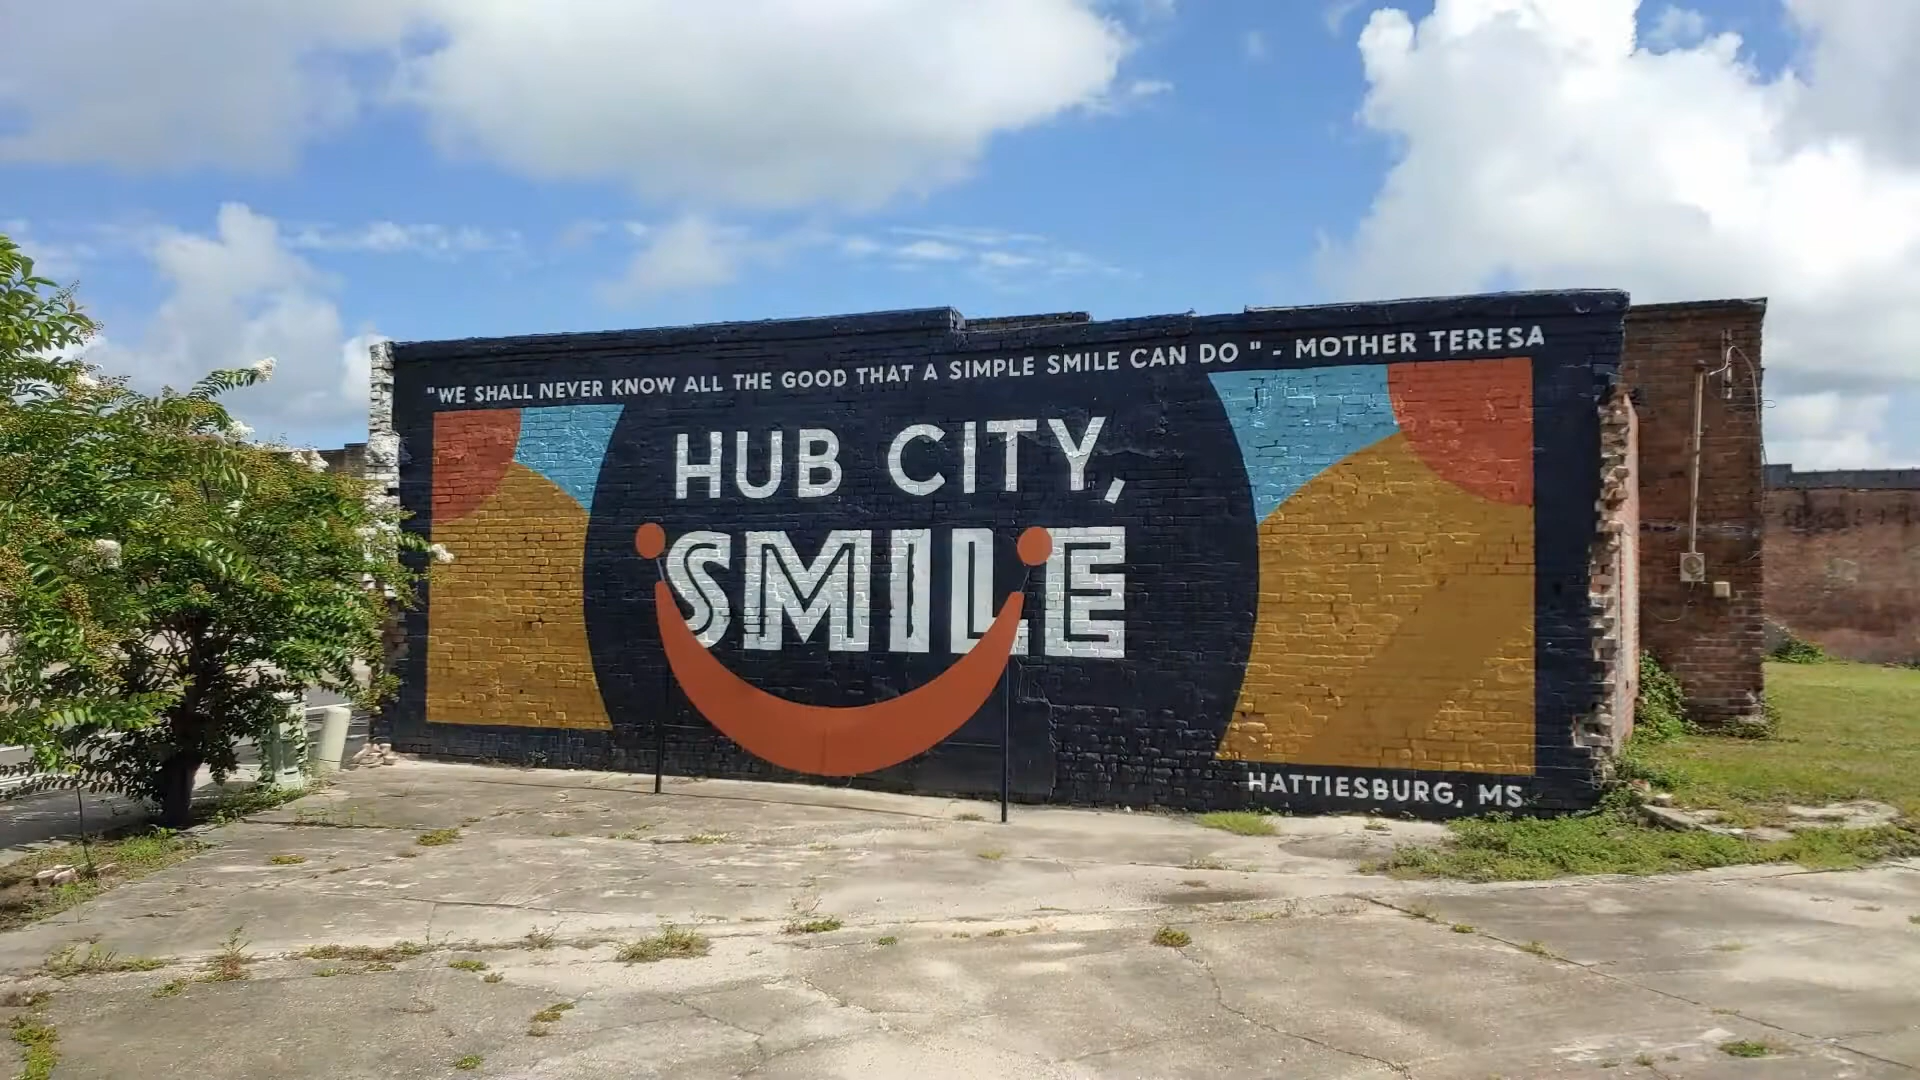 "WE SHALL NEVER KNOW ALL THE GOOD THAT A SIMPLE SMILE CAN DO " - MOTHER TERESA
HUB CITY,
SMILE
HATTIESBURG, MS